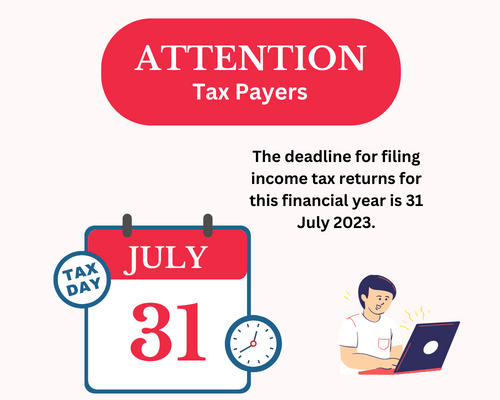 ATTENTION
Tax Payers
The deadline for filing
income tax returns for
this financial year is 31
July 2023.
JULY
TAX
DAY
31